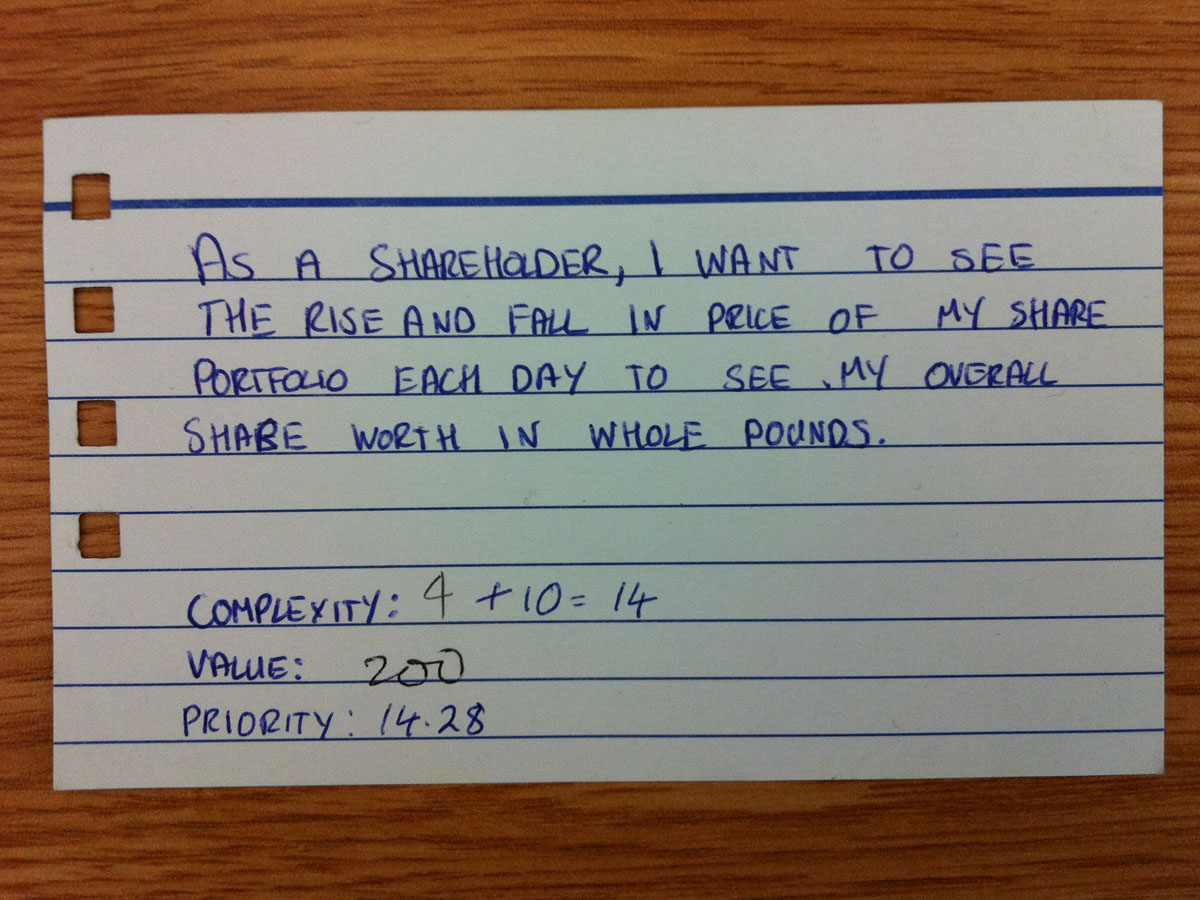 AS A SHAREHOLDER, I WANT TO SEE
THE RISE AND FALL IN PRICE OF MY SHARE
PORTFOLIO EACH DAY TO SEE MY OVERALL
SHARE WORTH IN WHOLE POUNDS.
COMPLEXITY: 4 + 10 = 14
VALUE: 200
PRIORITY: 14.28